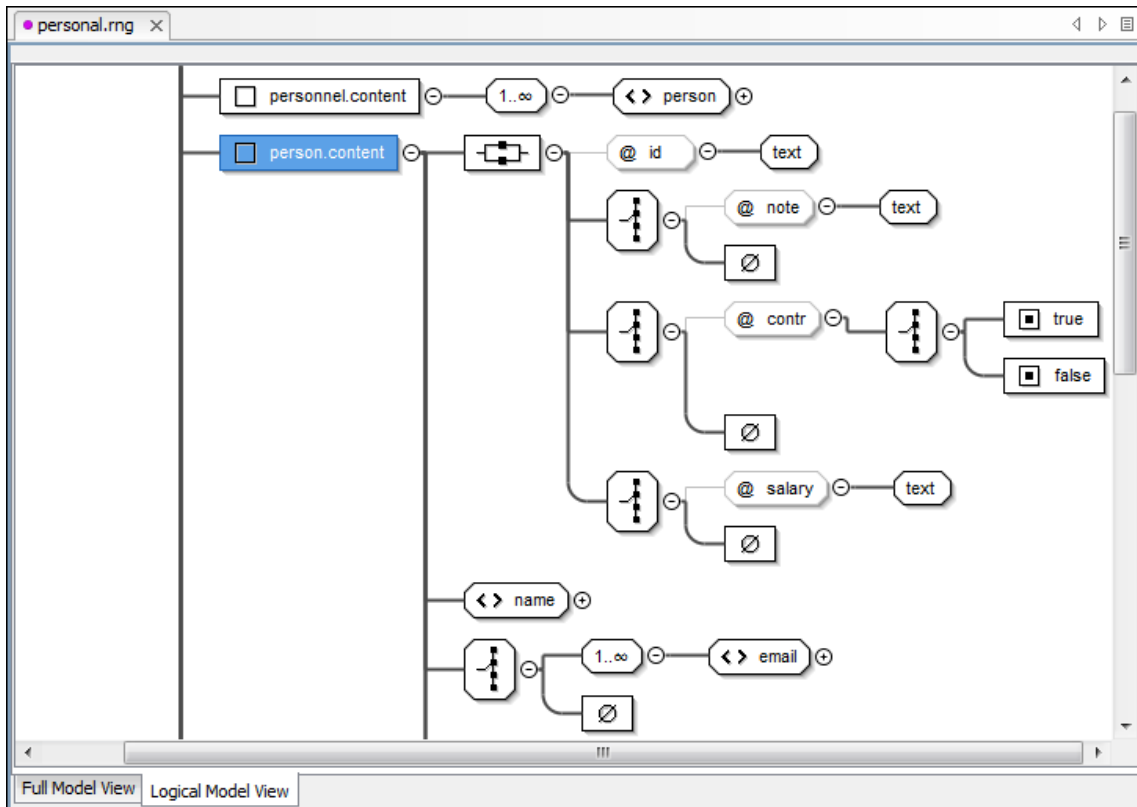 personal.rng
personnel.content 1..∞ < > person
person.content @ id text
@ note text
∅
@ contr true
false
∅
@ salary text
∅
< > name
1..∞ < > email
∅
Full Model View Logical Model View